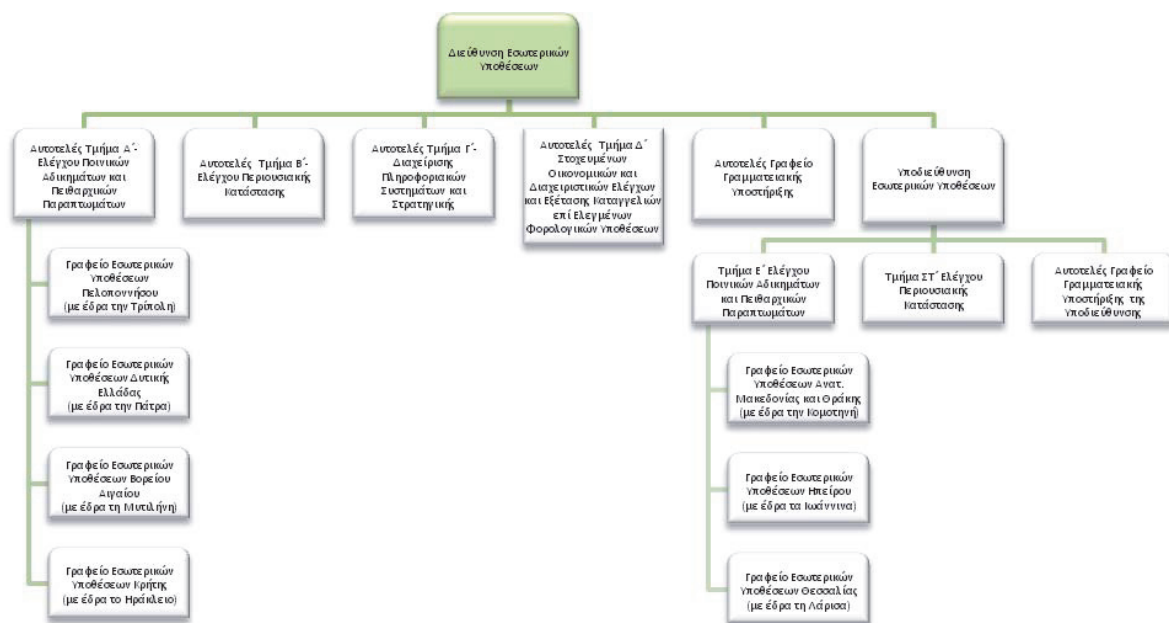 Διεύθυνση Εσωτερικών
Υποθέσεων
Αυτοτελές Τμήμα Α΄-
Ελέγχου Ποινικών
Αδικημάτων και
Πειθαρχικών
Παραπτωμάτων
Αυτοτελές Τμήμα Β΄-
Ελέγχου Περιουσιακής
Κατάστασης
Αυτοτελές Τμήμα Γ΄-
Διαχείρισης
Πληροφοριακών
Συστημάτων και
Στρατηγικής
Αυτοτελές Τμήμα Δ΄
Στοχευμένων
Οικονομικών και
Διαχειριστικών Ελέγχων
και Εξέτασης Καταγγελιών
επί Ελεγμένων
Φορολογικών Υποθέσεων
Αυτοτελές Γραφείο
Γραμματειακής
Υποστήριξης
Υποδιεύθυνση
Εσωτερικών Υποθέσεων
Γραφείο Εσωτερικών
Υποθέσεων
Πελοποννήσου
(με έδρα την Τρίπολη)
Γραφείο Εσωτερικών
Υποθέσεων Δυτικής
Ελλάδας
(με έδρα την Πάτρα)
Γραφείο Εσωτερικών
Υποθέσεων Βορείου
Αιγαίου
(με έδρα τη Μυτιλήνη)
Γραφείο Εσωτερικών
Υποθέσεων Κρήτης
(με έδρα το Ηράκλειο)
Τμήμα Ε΄ Ελέγχου
Ποινικών Αδικημάτων
και Πειθαρχικών
Παραπτωμάτων
Τμήμα ΣΤ΄ Ελέγχου
Περιουσιακής
Κατάστασης
Αυτοτελές Γραφείο
Γραμματειακής
Υποστήριξης της
Υποδιεύθυνσης
Γραφείο Εσωτερικών
Υποθέσεων Ανατ.
Μακεδονίας και Θράκης
(με έδρα την Κομοτηνή)
Γραφείο Εσωτερικών
Υποθέσεων Ηπείρου
(με έδρα τα Ιωάννινα)
Γραφείο Εσωτερικών
Υποθέσεων Θεσσαλίας
(με έδρα τη Λάρισα)